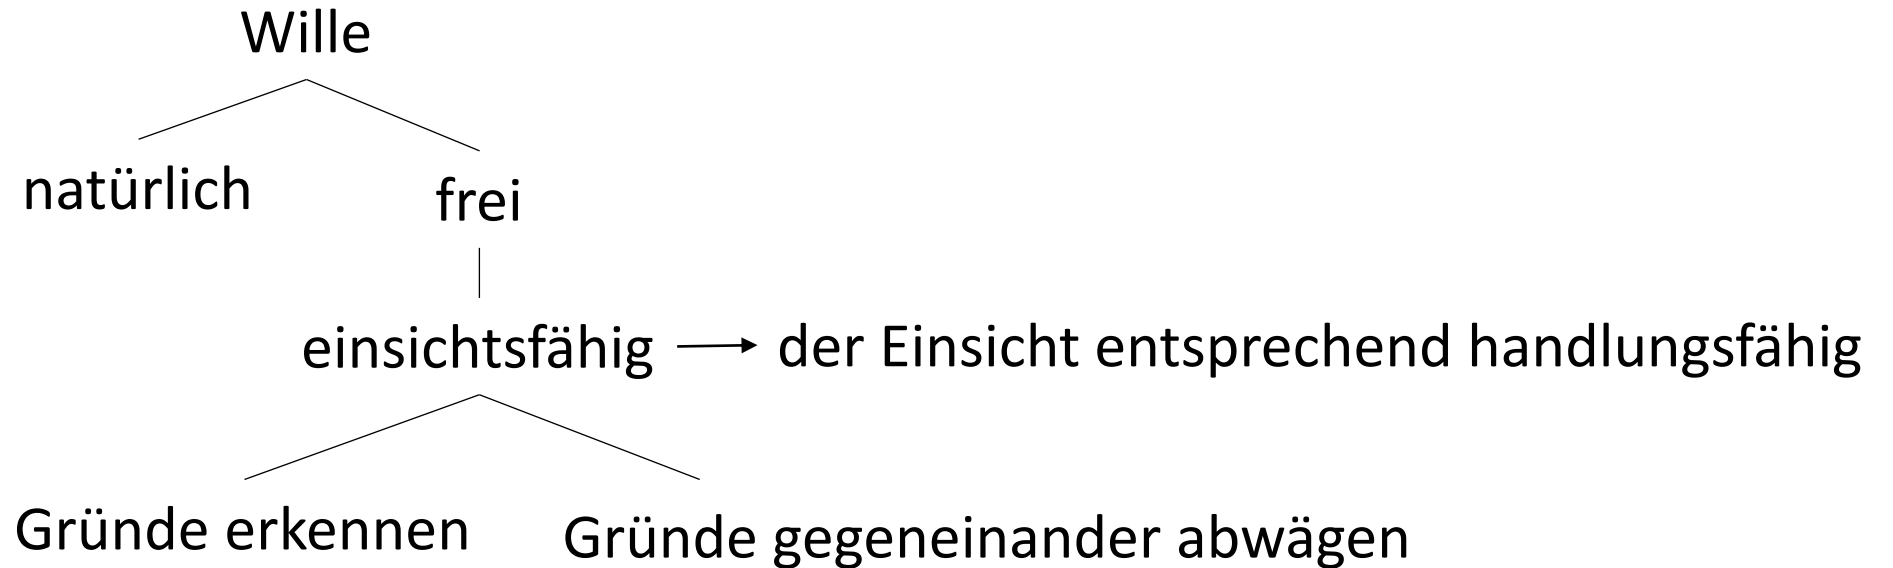 Wille
natürlich
frei
einsichtsfähig
der Einsicht entsprechend handlungsfähig
Gründe erkennen
Gründe gegeneinander abwägen